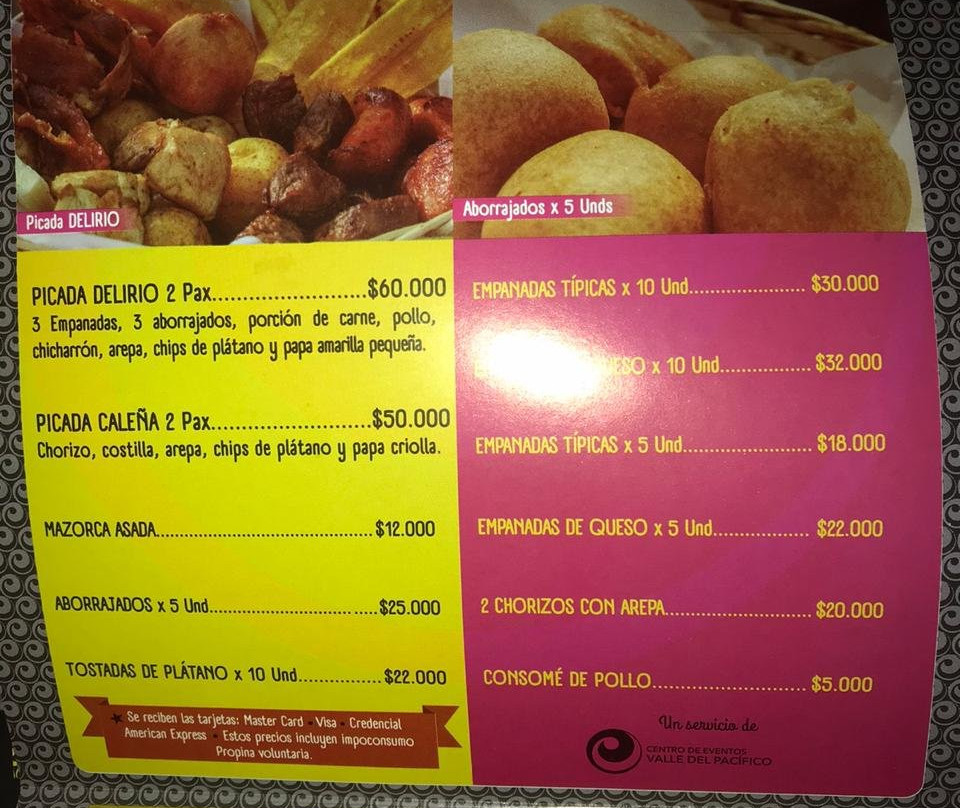 Picada DELIRIO
Aborrajados x 5 Unds
PICADA DELIRIO 2 Pax.........................$60.000
3 Empanadas, 3 aborrajados, porción de carne, pollo,
chicharrón, arepa, chips de plátano y papa amarilla pequeña.
PICADA CALEÑA 2 Pax..........................$50.000
Chorizo, costilla, arepa, chips de plátano y papa criolla.
MAZORCA ASADA....................................$12.000
ABORRAJADOS x 5 Und.............................$25.000
TOSTADAS DE PLÁTANO x 10 Und..............$22.000
★ Se reciben las tarjetas: Master Card • Visa • Credencial
American Express • Estos precios incluyen impoconsumo
Propina voluntaria.
EMPANADAS TÍPICAS x 10 Und.................... $30.000
x 10 Und................ $32.000
EMPANADAS TÍPICAS x 5 Und...................... $18.000
EMPANADAS DE QUESO x 5 Und................. $22.000
2 CHORIZOS CON AREPA......................... $20.000
CONSOMÉ DE POLLO.......................... $5.000
Un servicio de
CENTRO DE EVENTOS
VALLE DEL PACÍFICO